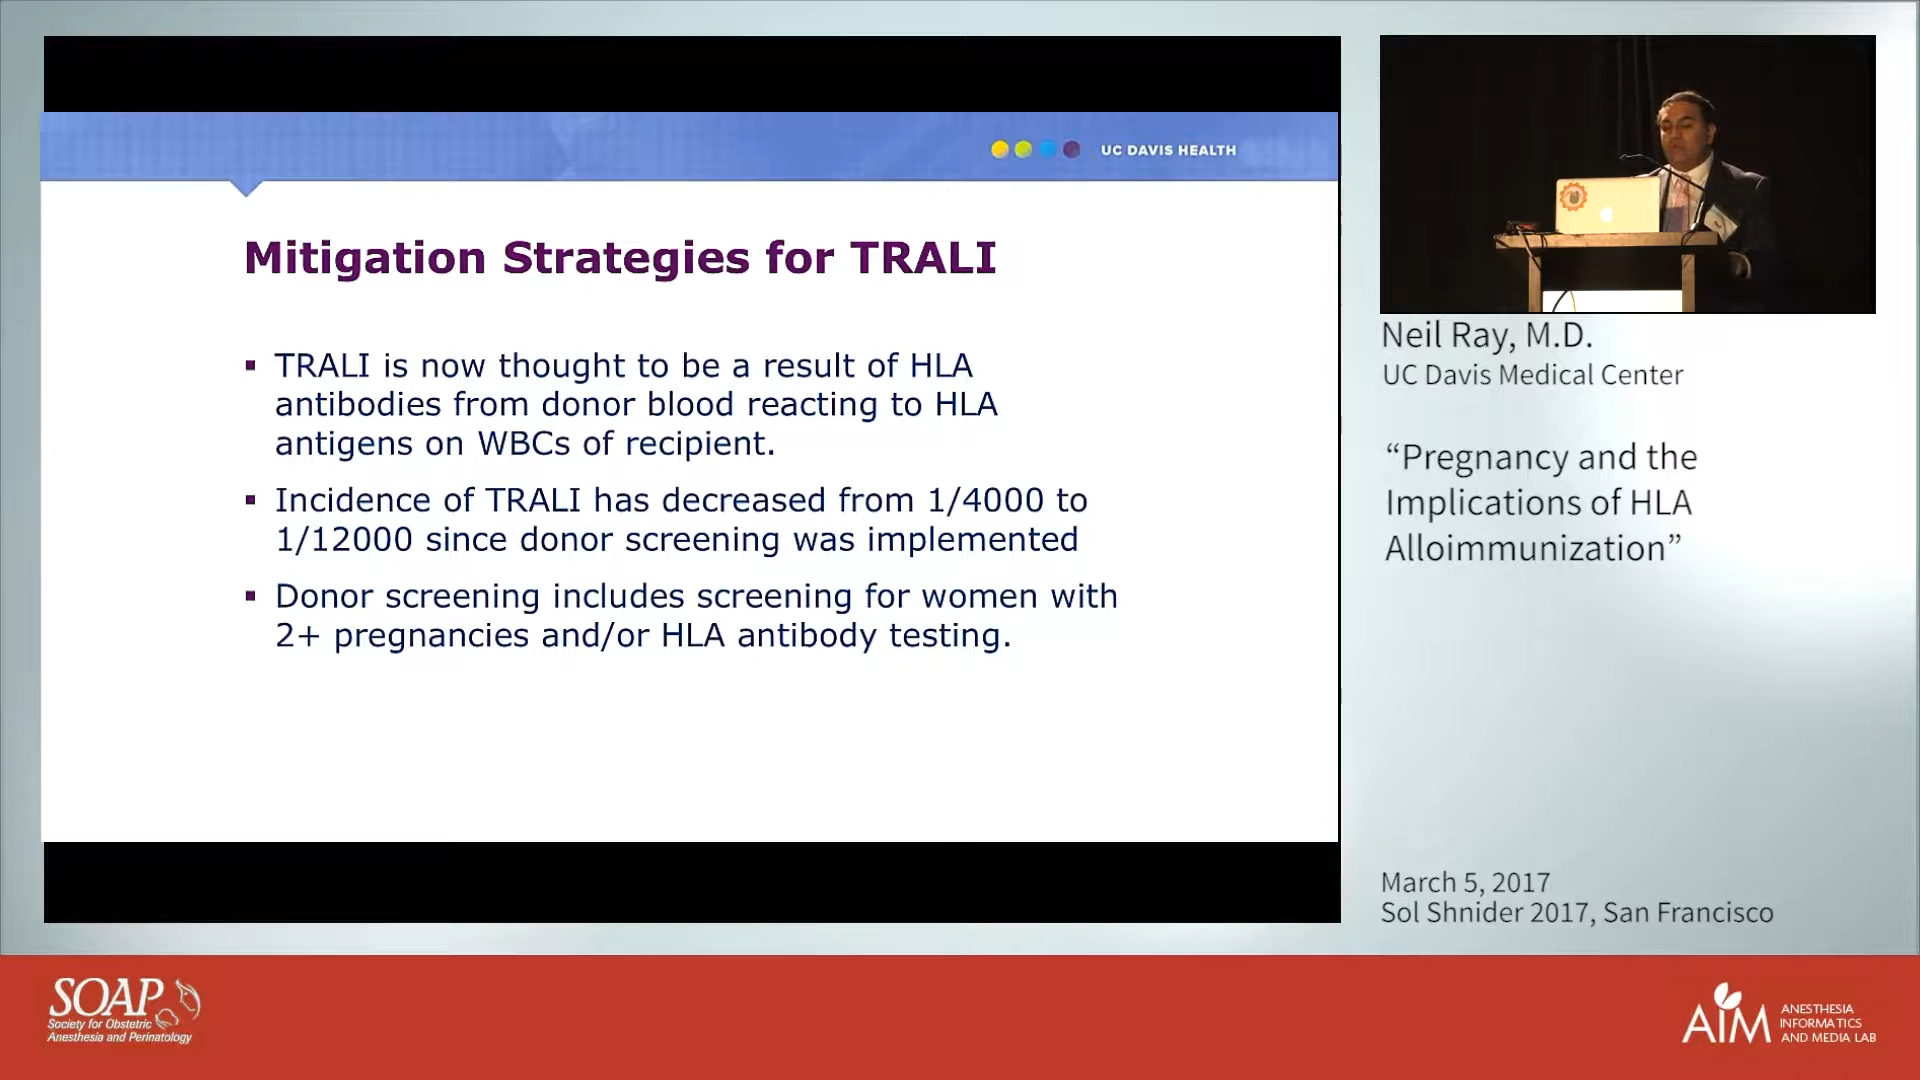 UC DAVIS HEALTH
Mitigation Strategies for TRALI
▪ TRALI is now thought to be a result of HLA
antibodies from donor blood reacting to HLA
antigens on WBCs of recipient.
▪ Incidence of TRALI has decreased from 1/4000 to
1/12000 since donor screening was implemented
▪ Donor screening includes screening for women with
2+ pregnancies and/or HLA antibody testing.
Neil Ray, M.D.
UC Davis Medical Center
“Pregnancy and the
Implications of HLA
Alloimmunization”
March 5, 2017
Sol Shnider 2017, San Francisco
SOAP
Society for Obstetric
Anesthesia and Perinatology
AIM
ANESTHESIA
INFORMATICS
AND MEDIA LAB